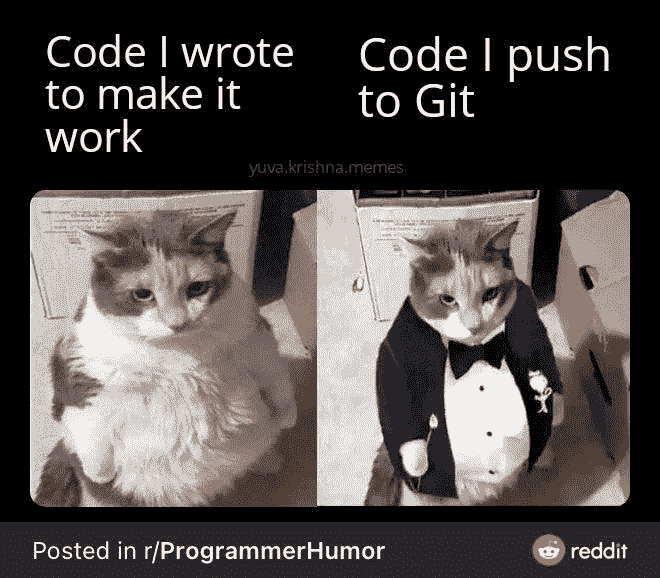 Code I wrote
to make it
work
Code I push
to Git
yuva.krishna.memes
Posted in r/ProgrammerHumor
reddit